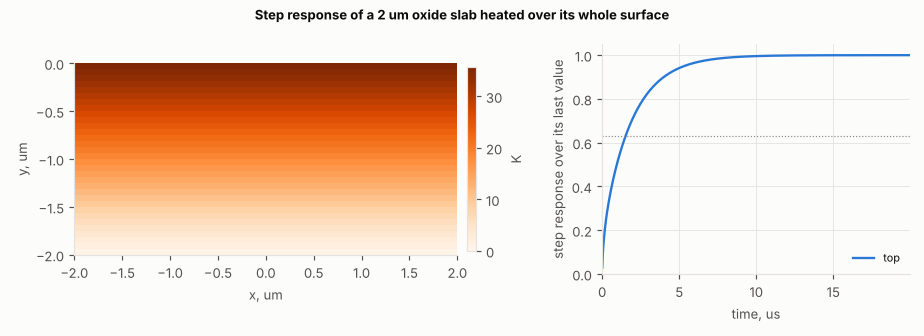 Step response of a 2 um oxide slab heated over its whole surface
y, um
0.0
−0.5
−1.0
−1.5
−2.0
−2.0 −1.5 −1.0 −0.5 0.0 0.5 1.0 1.5 2.0
x, um
30
20
10
0
K
step response over its last value
1.0
0.8
0.6
0.4
0.2
0.0
0 5 10 15
time, us
top